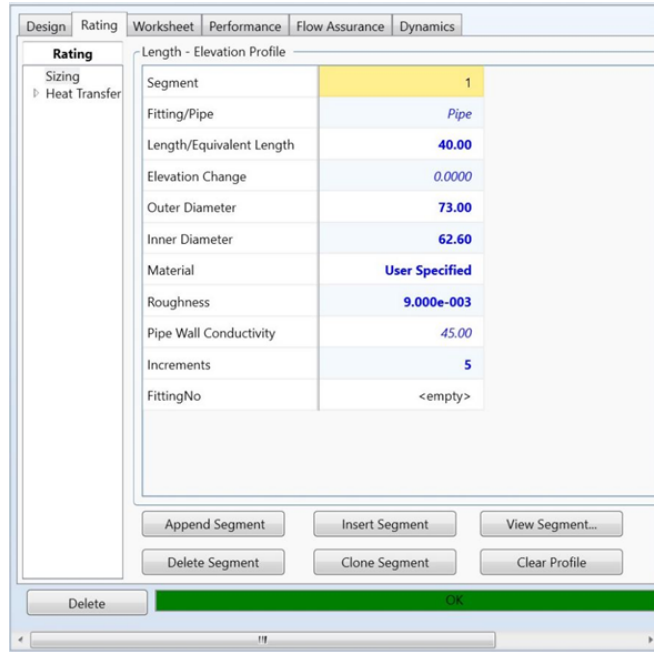 Design Rating Worksheet Performance Flow Assurance Dynamics
Rating
Sizing
Heat Transfer
Length - Elevation Profile
Segment 1
Fitting/Pipe Pipe
Length/Equivalent Length 40.00
Elevation Change 0.0000
Outer Diameter 73.00
Inner Diameter 62.60
Material User Specified
Roughness 9.000e-003
Pipe Wall Conductivity 45.00
Increments 5
FittingNo <empty>
Append Segment Insert Segment View Segment...
Delete Segment Clone Segment Clear Profile
Delete OK